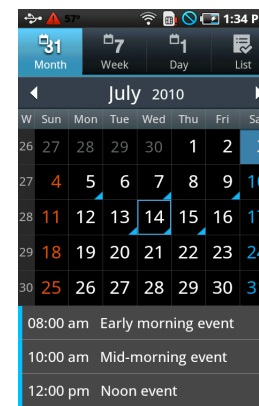 57° 1:34 P
31 7 1
Month Week Day List
July 2010
W Sun Mon Tue Wed Thu Fri Sa
26 27 28 29 30 1 2
27 4 5 6 7 8 9 10
28 11 12 13 14 15 16 17
29 18 19 20 21 22 23 24
30 25 26 27 28 29 30 3
08:00 am Early morning event
10:00 am Mid-morning event
12:00 pm Noon event